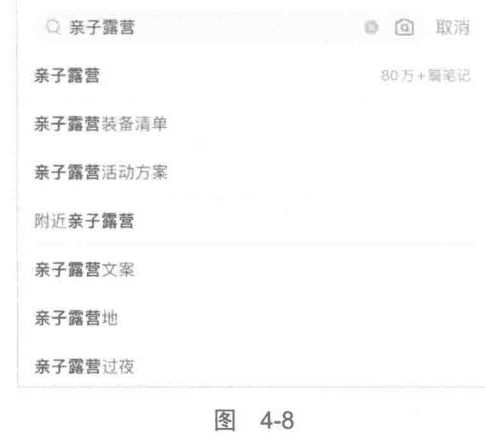 亲子露营 取消
亲子露营 80万+篇笔记
亲子露营装备清单
亲子露营活动方案
附近亲子露营
亲子露营文案
亲子露营地
亲子露营过夜
图 4-8